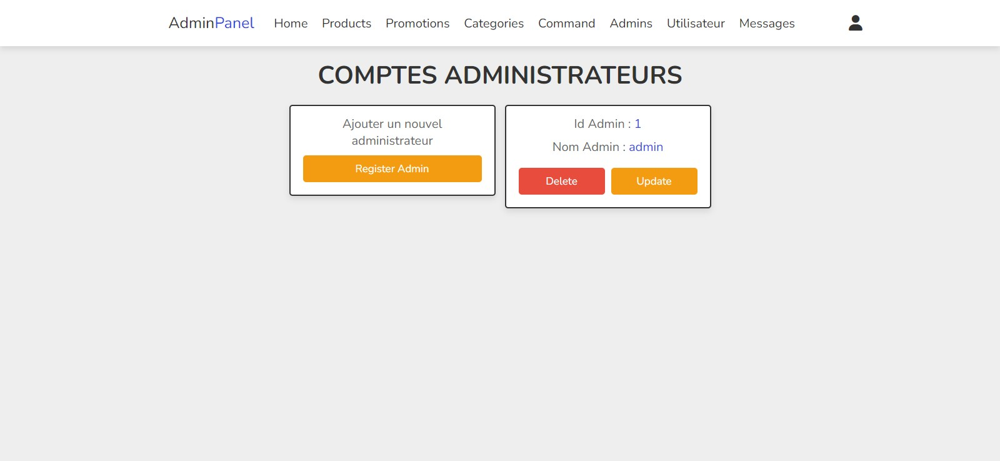 AdminPanel Home Products Promotions Categories Command Admins Utilisateur Messages
COMPTES ADMINISTRATEURS
Ajouter un nouvel
administrateur
Register Admin
Id Admin : 1
Nom Admin : admin
Delete Update